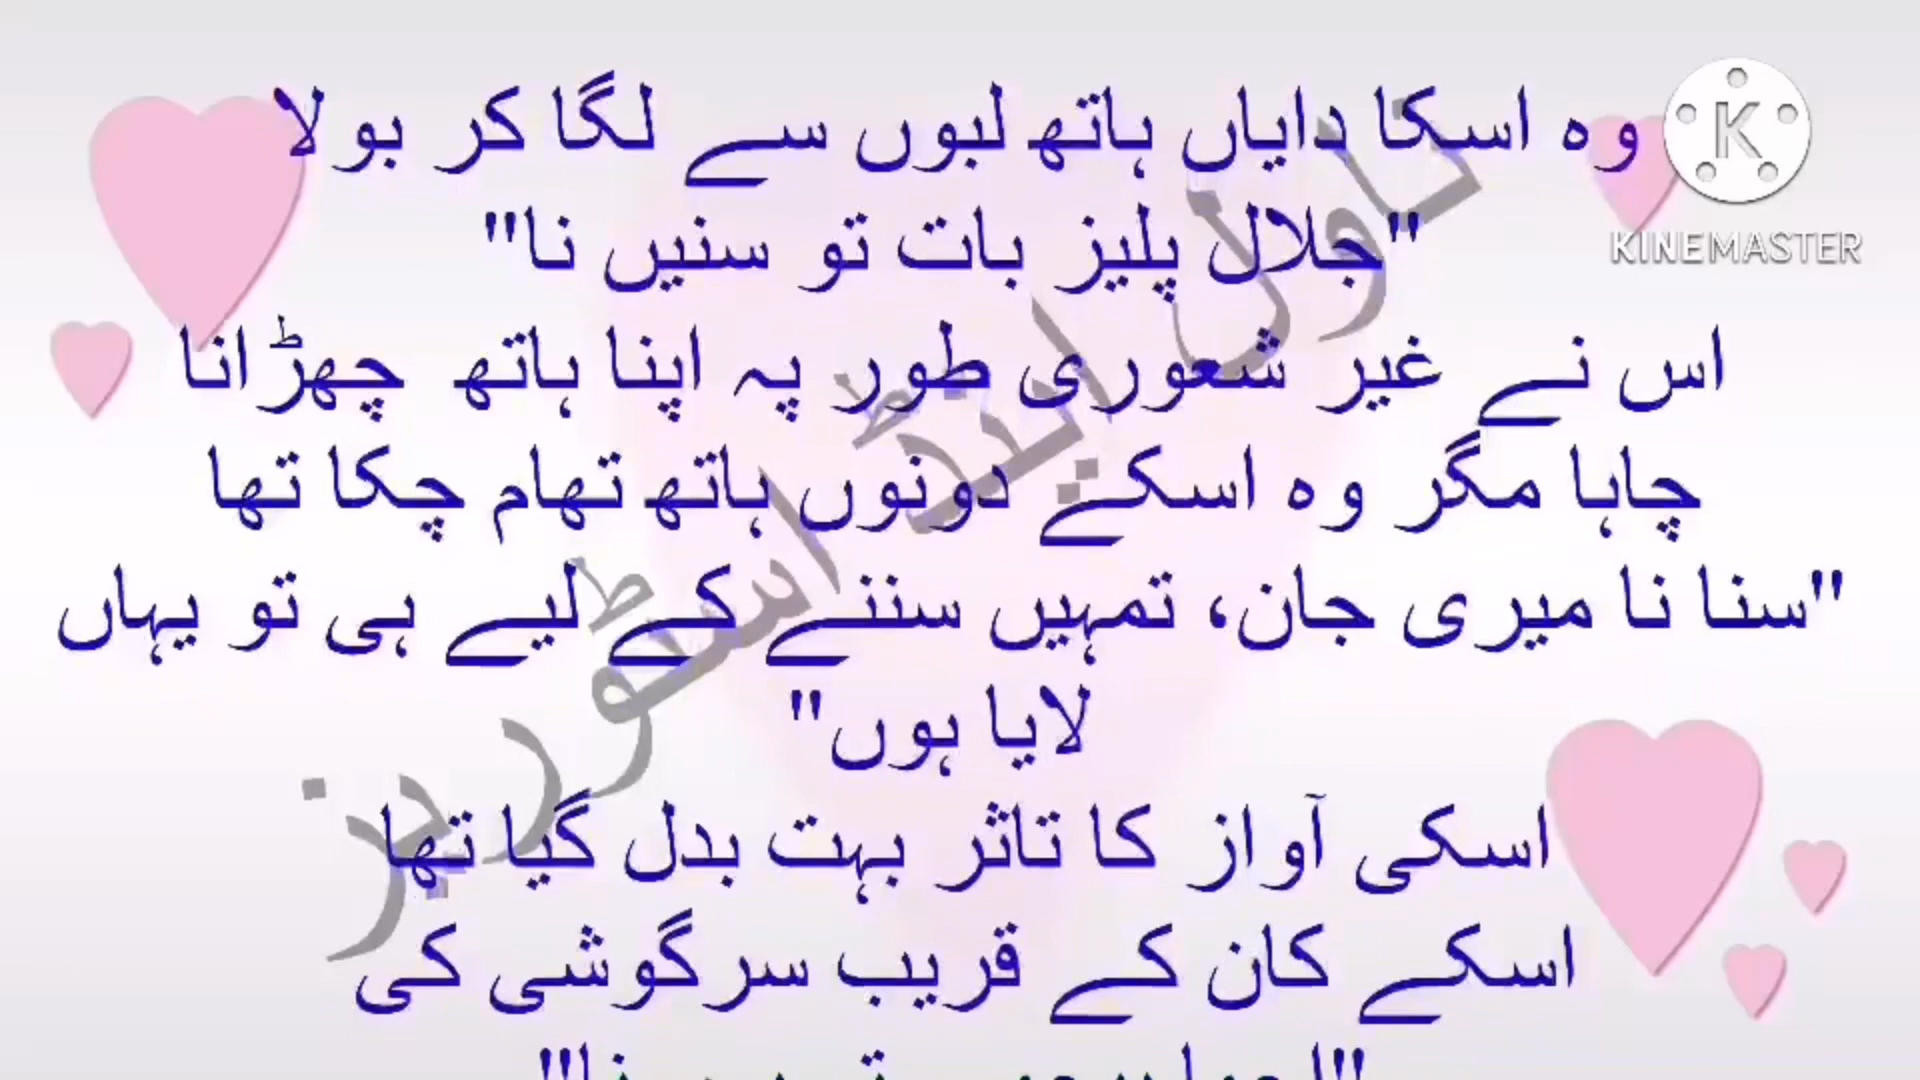 وہ اسکا دایاں ہاتھ لبوں سے لگا کر بولا
"جلال پلیز بات تو سنیں نا"
اس نے غیر شعوری طور پہ اپنا ہاتھ چھڑانا
چاہا مگر وہ اسکے دونوں ہاتھ تھام چکا تھا
"سنا نا میری جان، تمہیں سننے کے لیے ہی تو یہاں
لایا ہوں"
اسکی آواز کا تاثر بہت بدل گیا تھا
اسکے کان کے قریب سرگوشی کی
ناول اینڈ اسٹوریز
K
KINEMASTER